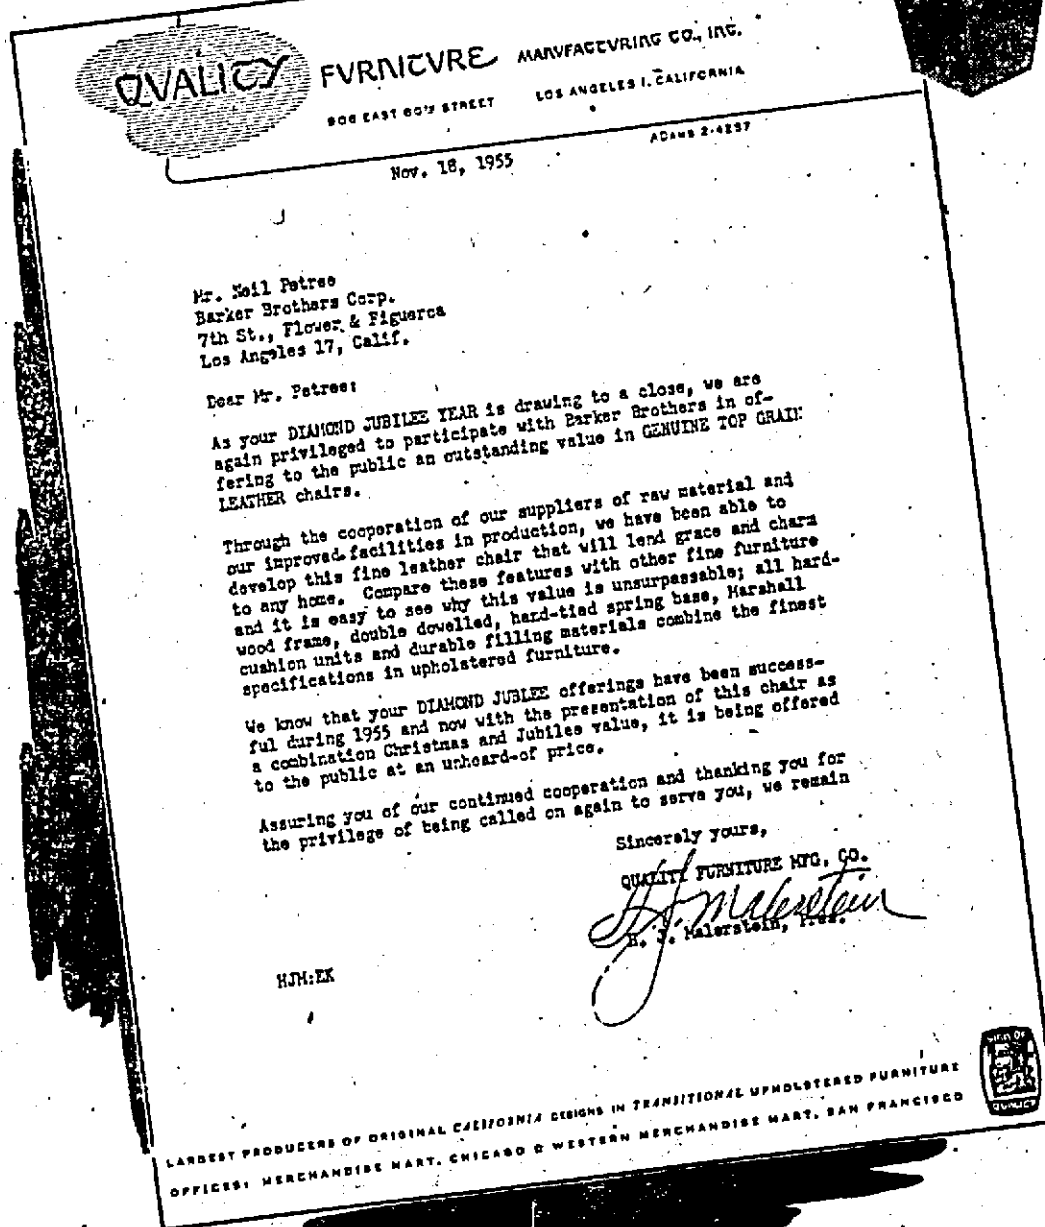 QUALITY FURNITURE MANUFACTURING CO., INC.
LOS ANGELES 1, CALIFORNIA
ADAMS 2-4257
Nov. 18, 1955
Mr. Neil Petree
Barker Brothers Corp.
7th St., Flower & Figueroa
Los Angeles 17, Calif.
Dear Mr. Petree:
As your DIAMOND JUBILEE YEAR is drawing to a close, we are
again privileged to participate with Barker Brothers in of-
fering to the public an outstanding value in GENUINE TOP GRAIN
LEATHER chairs.
Through the cooperation of our suppliers of raw material and
our improved facilities in production, we have been able to
develop this fine leather chair that will lend grace and charm
to any home. Compare these features with other fine furniture
and it is easy to see why this value is unsurpassable; all hard-
wood frame, double dowelled, hand-tied spring base, Marshall
cushion units and durable filling materials combine the finest
specifications in upholstered furniture.
We know that your DIAMOND JUBLEE offerings have been success-
ful during 1955 and now with the presentation of this chair as
a combination Christmas and Jubilee value, it is being offered
to the public at an unheard-of price.
Assuring you of our continued cooperation and thanking you for
the privilege of being called on again to serve you, we remain
Sincerely yours,
QUALITY FURNITURE MFG, CO.
H. J. Malerstein
H. J. Malerstein, Pres.
HJM:EK
LARGEST PRODUCERS OF ORIGINAL CALIFORNIA DESIGNS IN TRANSITIONAL UPHOLSTERED FURNITURE
OFFICES: MERCHANDISE MART, CHICAGO & WESTERN MERCHANDISE MART, SAN FRANCISCO